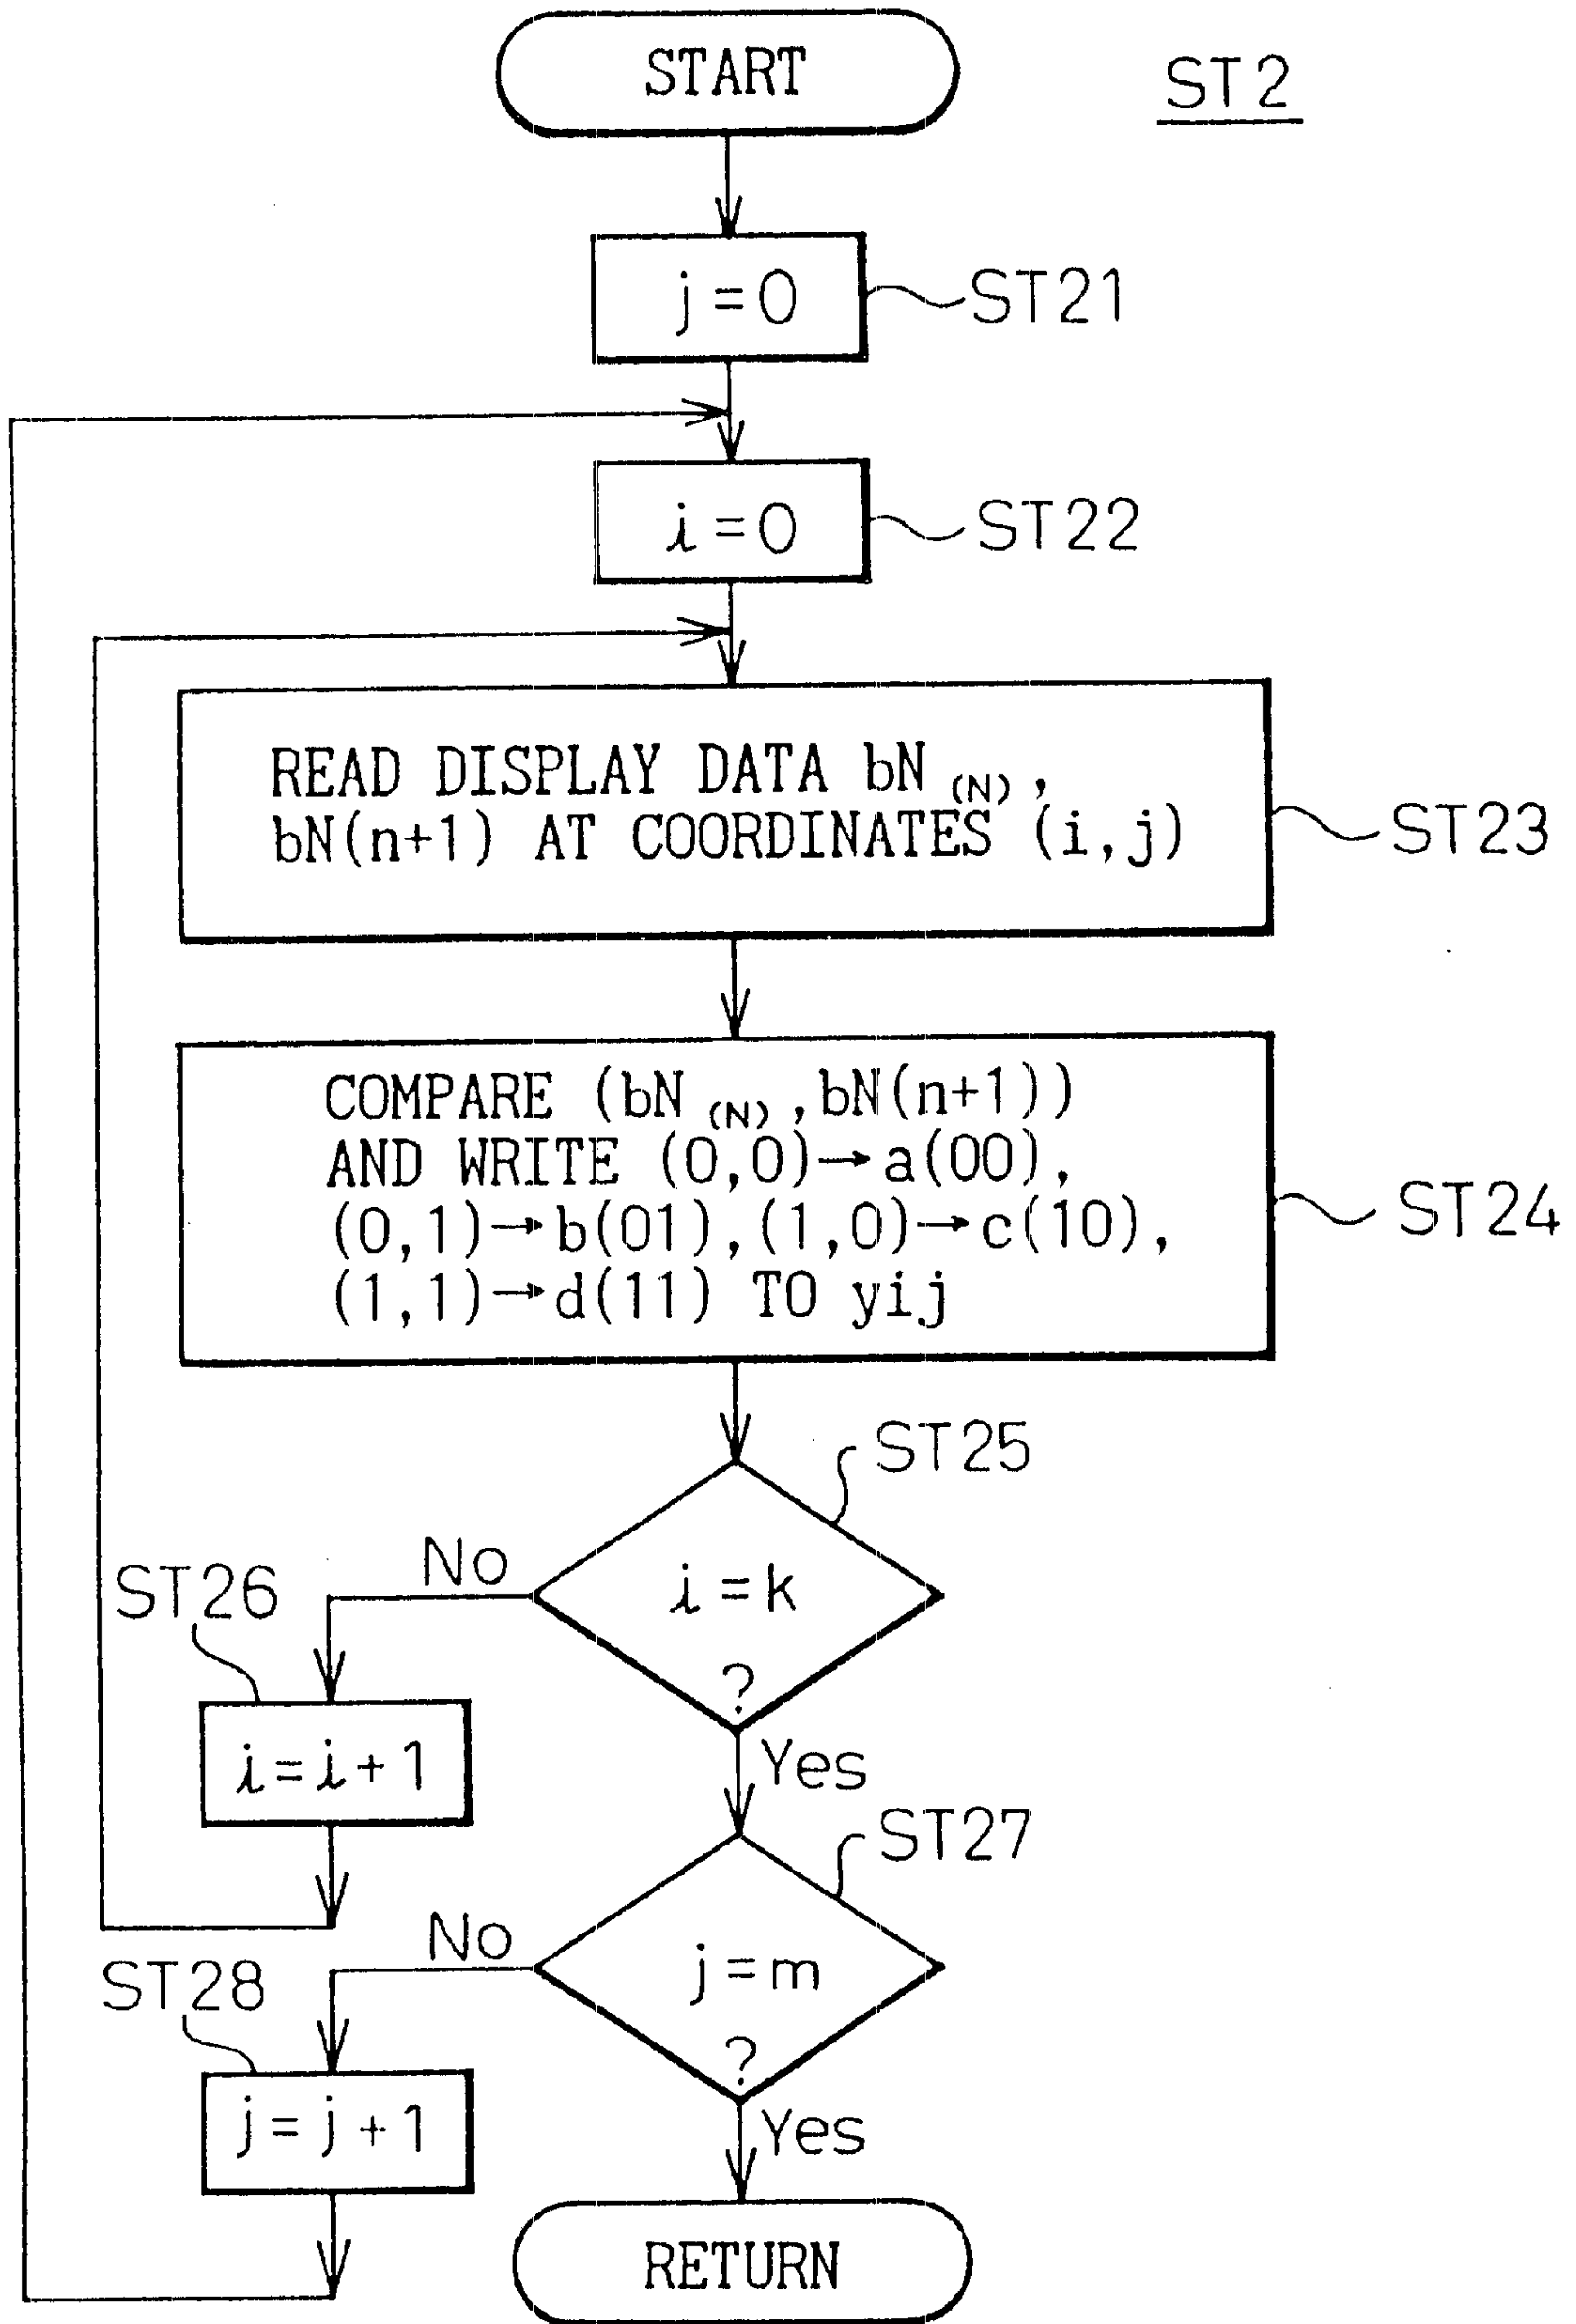 START
ST2
j=0
ST21
i=0
ST22
READ DISPLAY DATA bN(N),
bN(n+1) AT COORDINATES (i,j)
ST23
COMPARE (bN(N),bN(n+1))
AND WRITE (0,0)→a(00),
(0,1)→b(01),(1,0)→c(10),
(1,1)→d(11) TO yij
ST24
ST25
i=k
?
No
ST26
i=i+1
Yes
ST27
j=m
?
No
ST28
j=j+1
Yes
RETURN